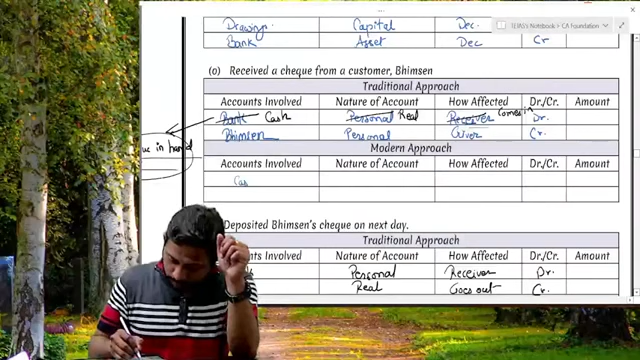 TEJAS's Notebook > CA Foundation
Drawings. Capital Dec.
Bank Asset Dec Cr
(o) Received a cheque from a customer, Bhimsen
Traditional Approach
Accounts Involved Nature of Account How Affected Dr./Cr. Amount
Bank Cash Personal Real Receiver Comes in Dr.
Bhimsen Personal Giver Cr.
in hand
Modern Approach
Accounts Involved Nature of Account How Affected Dr./Cr. Amount
Cas
Deposited Bhimsen's cheque on next day.
Traditional Approach
Accounts Involved Nature of Account How Affected Dr./Cr. Amount
Personal Receiver Dr.
Real Goes out Cr.